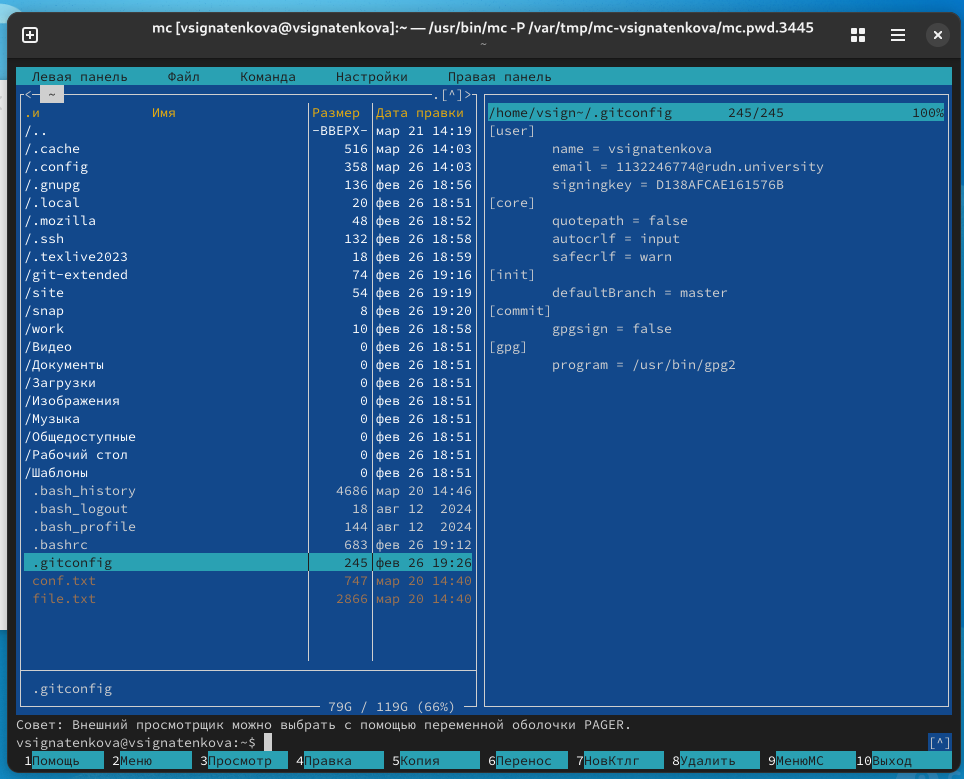 mc [vsignatenkova@vsignatenkova]:~ — /usr/bin/mc -P /var/tmp/mc-vsignatenkova/mc.pwd.3445
~
Левая панель Файл Команда Настройки Правая панель
<─ ~ .[^]>
.и Имя Размер Дата правки
/.. -ВВЕРХ- мар 21 14:19
/.cache 516 мар 26 14:03
/.config 358 мар 26 14:03
/.gnupg 136 фев 26 18:56
/.local 20 фев 26 18:51
/.mozilla 48 фев 26 18:52
/.ssh 132 фев 26 18:58
/.texlive2023 18 фев 26 18:59
/git-extended 74 фев 26 19:16
/site 54 фев 26 19:19
/snap 8 фев 26 19:20
/work 10 фев 26 18:58
/Видео 0 фев 26 18:51
/Документы 0 фев 26 18:51
/Загрузки 0 фев 26 18:51
/Изображения 0 фев 26 18:51
/Музыка 0 фев 26 18:51
/Общедоступные 0 фев 26 18:51
/Рабочий стол 0 фев 26 18:51
/Шаблоны 0 фев 26 18:51
.bash_history 4686 мар 20 14:46
.bash_logout 18 авг 12 2024
.bash_profile 144 авг 12 2024
.bashrc 683 фев 26 19:12
.gitconfig 245 фев 26 19:26
conf.txt 747 мар 20 14:40
file.txt 2866 мар 20 14:40
.gitconfig
79G / 119G (66%)
/home/vsign~/.gitconfig 245/245 100%
[user]
name = vsignatenkova
email = 1132246774@rudn.university
signingkey = D138AFCAE161576B
[core]
quotepath = false
autocrlf = input
safecrlf = warn
[init]
defaultBranch = master
[commit]
gpgsign = false
[gpg]
program = /usr/bin/gpg2
Совет: Внешний просмотрщик можно выбрать с помощью переменной оболочки PAGER.
vsignatenkova@vsignatenkova:~$ [^]
1Помощь 2Меню 3Просмотр 4Правка 5Копия 6Перенос 7НовКтлг 8Удалить 9МенюMC 10Выход